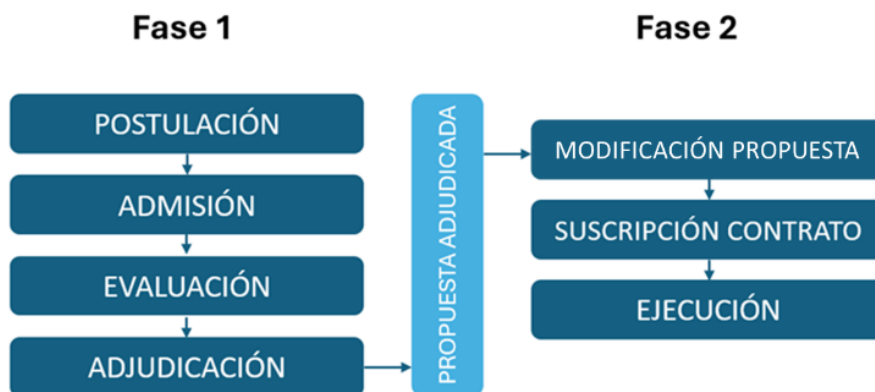 Fase 1
POSTULACIÓN
ADMISIÓN
EVALUACIÓN
ADJUDICACIÓN
PROPUESTA ADJUDICADA
Fase 2
MODIFICACIÓN PROPUESTA
SUSCRIPCIÓN CONTRATO
EJECUCIÓN